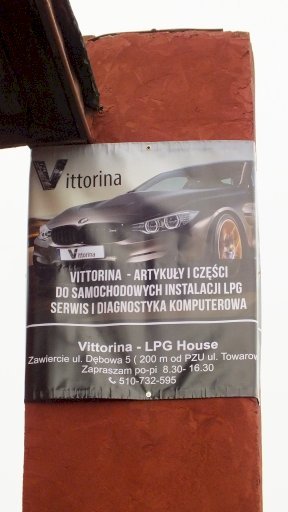 Vittorina
Vittorina
VITTORINA - ARTYKUŁY I CZĘŚCI
DO SAMOCHODOWYCH INSTALACJI LPG
SERWIS I DIAGNOSTYKA KOMPUTEROWA
Vittorina - LPG House
Zawiercie ul. Dębowa 5 ( 200 m od PZU ul. Towarow
Zapraszam po-pi 8.30- 16.30
510-732-595